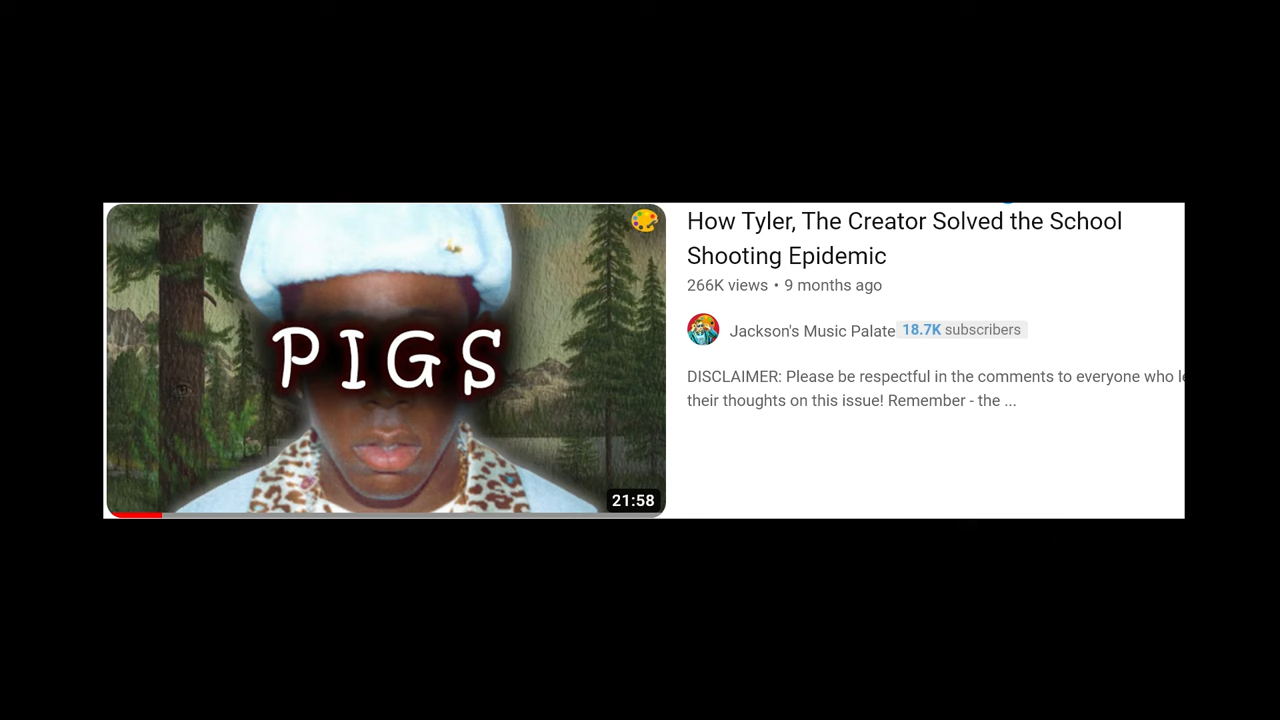 PIGS
21:58
How Tyler, The Creator Solved the School
Shooting Epidemic
266K views • 9 months ago
Jackson's Music Palate 18.7K subscribers
DISCLAIMER: Please be respectful in the comments to everyone who
their thoughts on this issue! Remember - the ...